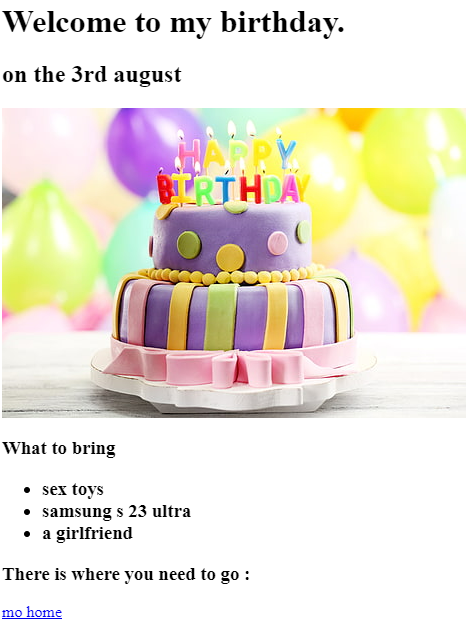 Welcome to my birthday.
on the 3rd august
HAPPY
BIRTHDAY
What to bring
sex toys
samsung s 23 ultra
a girlfriend
There is where you need to go :
mo home